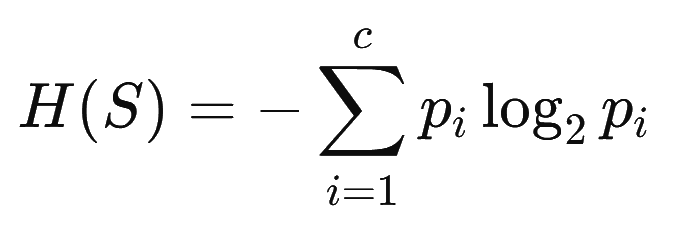 H(S) = − ∑_{i=1}^{c} p_i log_2 p_i